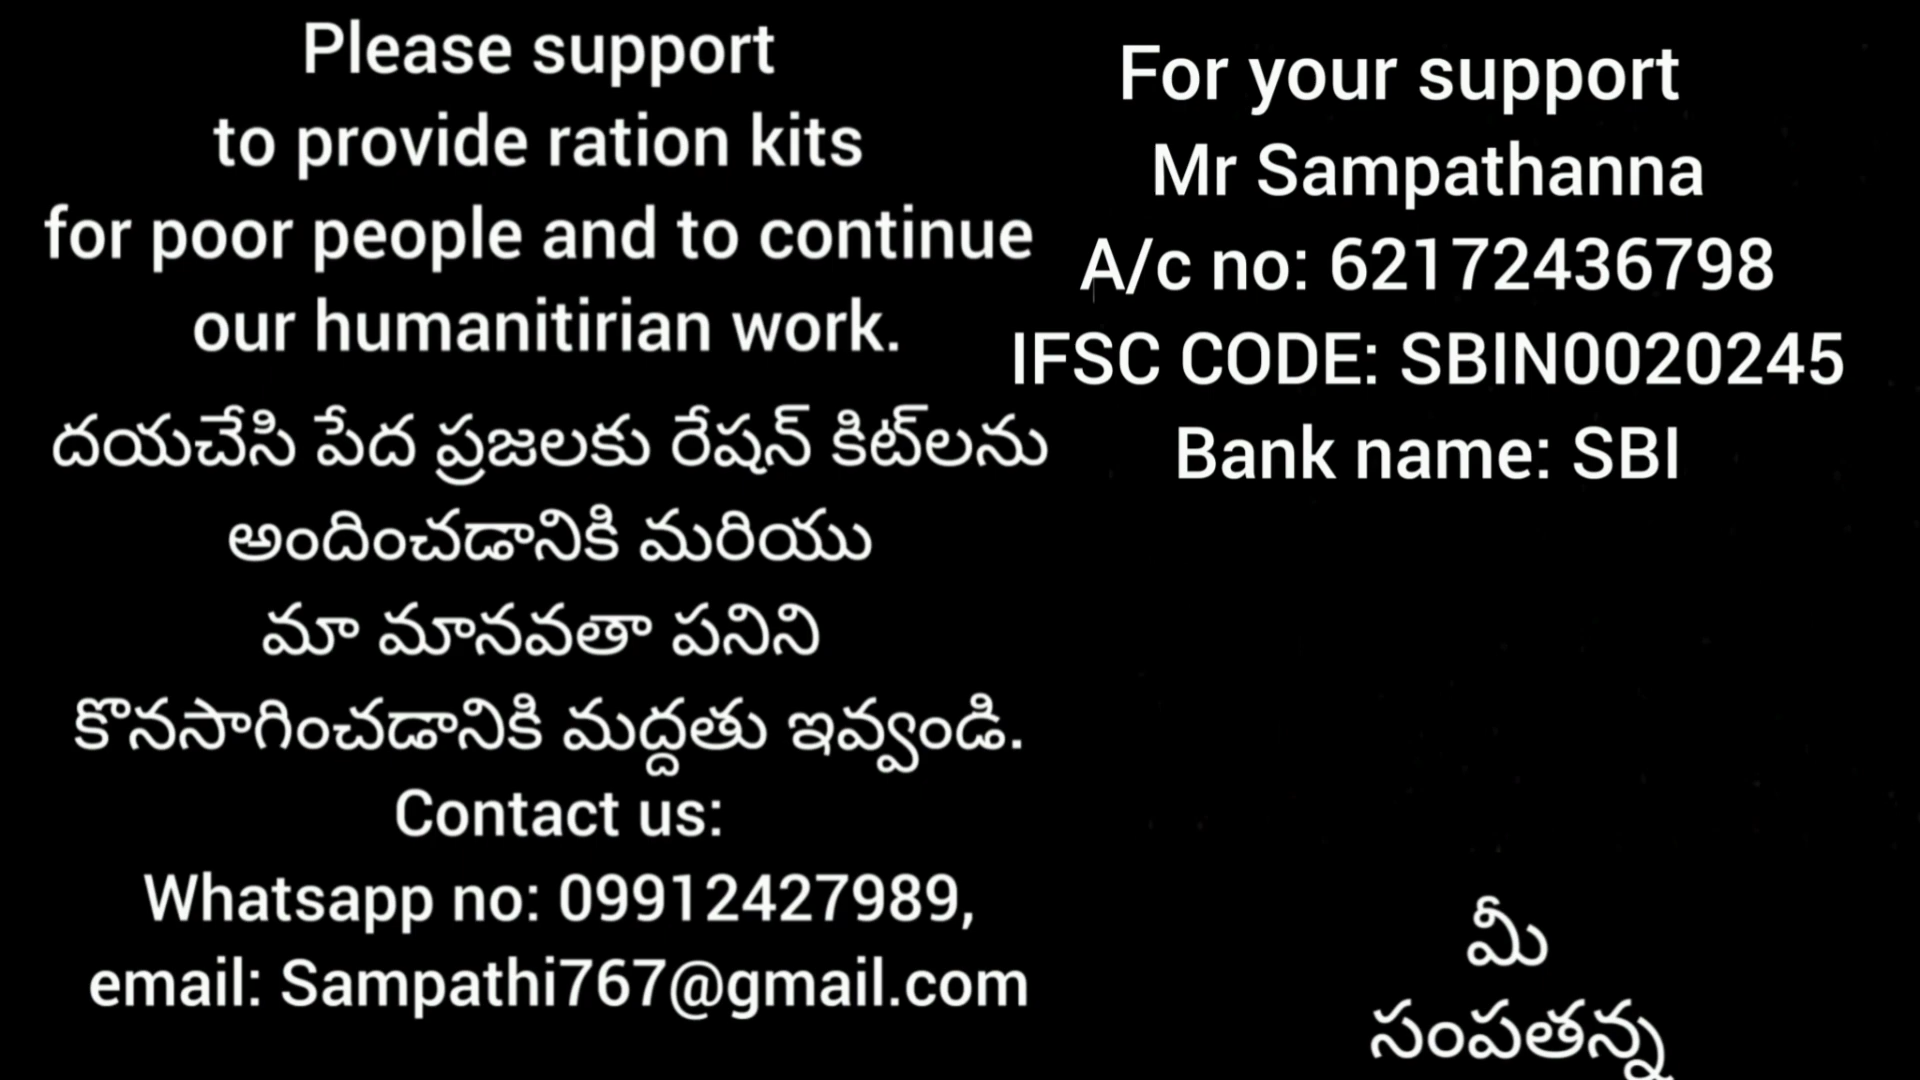 Please support
to provide ration kits
for poor people and to continue
our humanitirian work.
దయచేసి పేద ప్రజలకు రేషన్ కిట్‌లను
అందించడానికి మరియు
మా మానవతా పనిని
కొనసాగించడానికి మద్దతు ఇవ్వండి.
Contact us:
Whatsapp no: 09912427989,
email: Sampathi767@gmail.com
For your support
Mr Sampathanna
A/c no: 62172436798
IFSC CODE: SBIN0020245
Bank name: SBI
మీ
సంపతన్న